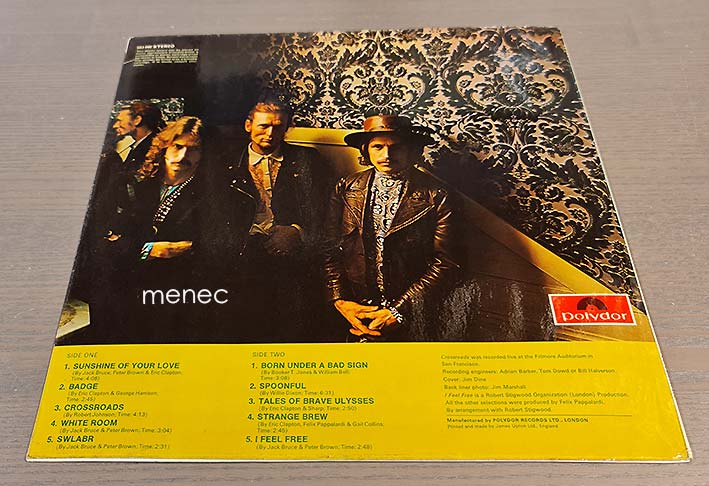 STEREO
menec
polydor
SIDE ONE
1. SUNSHINE OF YOUR LOVE
(By Jack Bruce, Peter Brown & Eric Clapton;
Time: 4:08)
2. BADGE
(By Eric Clapton & George Harrison;
Time: 2:45)
3. CROSSROADS
(By Robert Johnson; Time: 4:13)
4. WHITE ROOM
(By Jack Bruce & Peter Brown; Time: 3:04)
5. SWLABR
(By Jack Bruce & Peter Brown; Time: 2:31)
SIDE TWO
1. BORN UNDER A BAD SIGN
(By Booker T. Jones & William Bell;
Time: 3:08)
2. SPOONFUL
(By Willie Dixon; Time: 6:31)
3. TALES OF BRAVE ULYSSES
(By Eric Clapton & Sharp; Time: 2:50)
4. STRANGE BREW
(By Eric Clapton, Felix Pappalardi & Gail Collins;
Time: 2:45)
5. I FEEL FREE
(By Jack Bruce & Peter Brown; Time: 2:48)
Crossroads was recorded live at the Fillmore Auditorium in
San Francisco.
Recording engineers: Adrian Barber, Tom Dowd or Bill Halverson.
Cover: Jim Dine
Back liner photo: Jim Marshall.
I Feel Free is a Robert Stigwood Organization (London) Production.
All the other selections were produced by Felix Pappalardi.
By arrangement with Robert Stigwood.
Manufactured by POLYDOR RECORDS LTD., LONDON.
Printed and made by James Upton Ltd., England